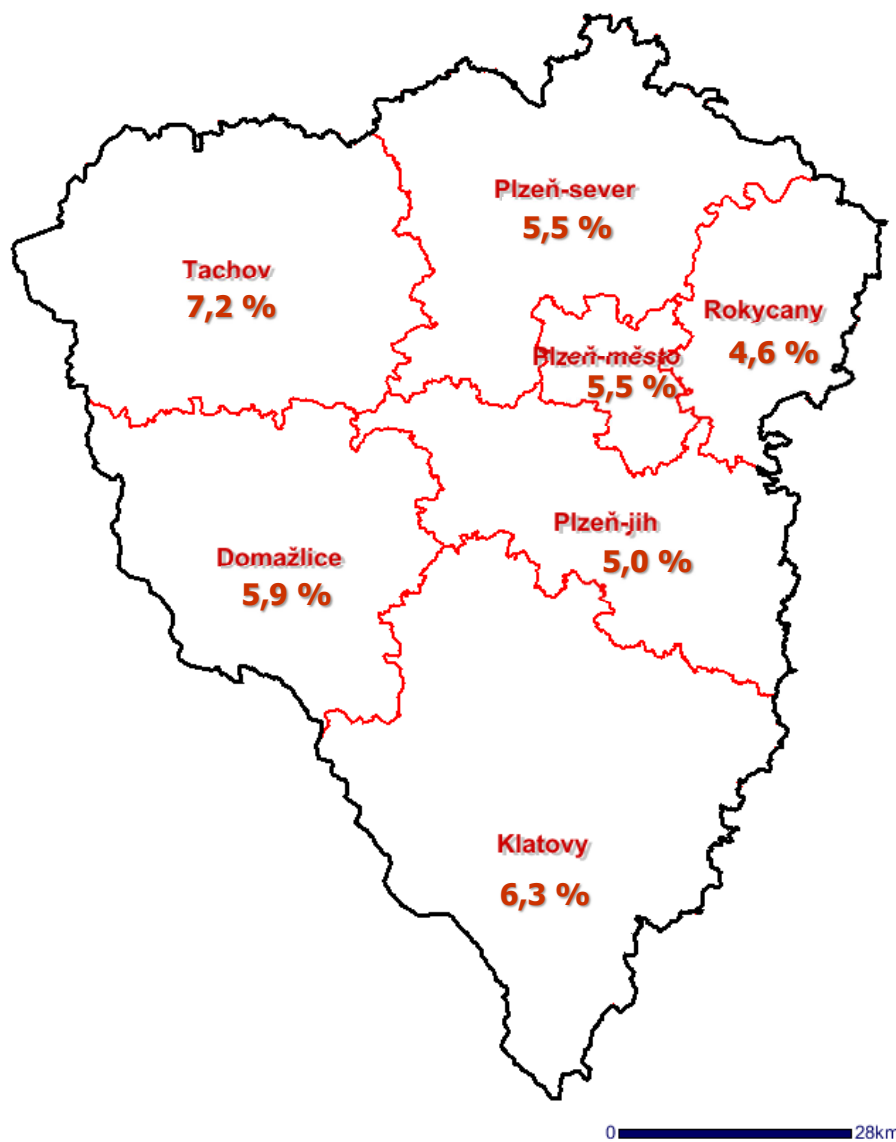 Plzeň-sever
5,5 %
Tachov
7,2 %
Rokycany
4,6 %
Plzeň-město
5,5 %
Plzeň-jih
5,0 %
Domažlice
5,9 %
Klatovy
6,3 %
0 28km